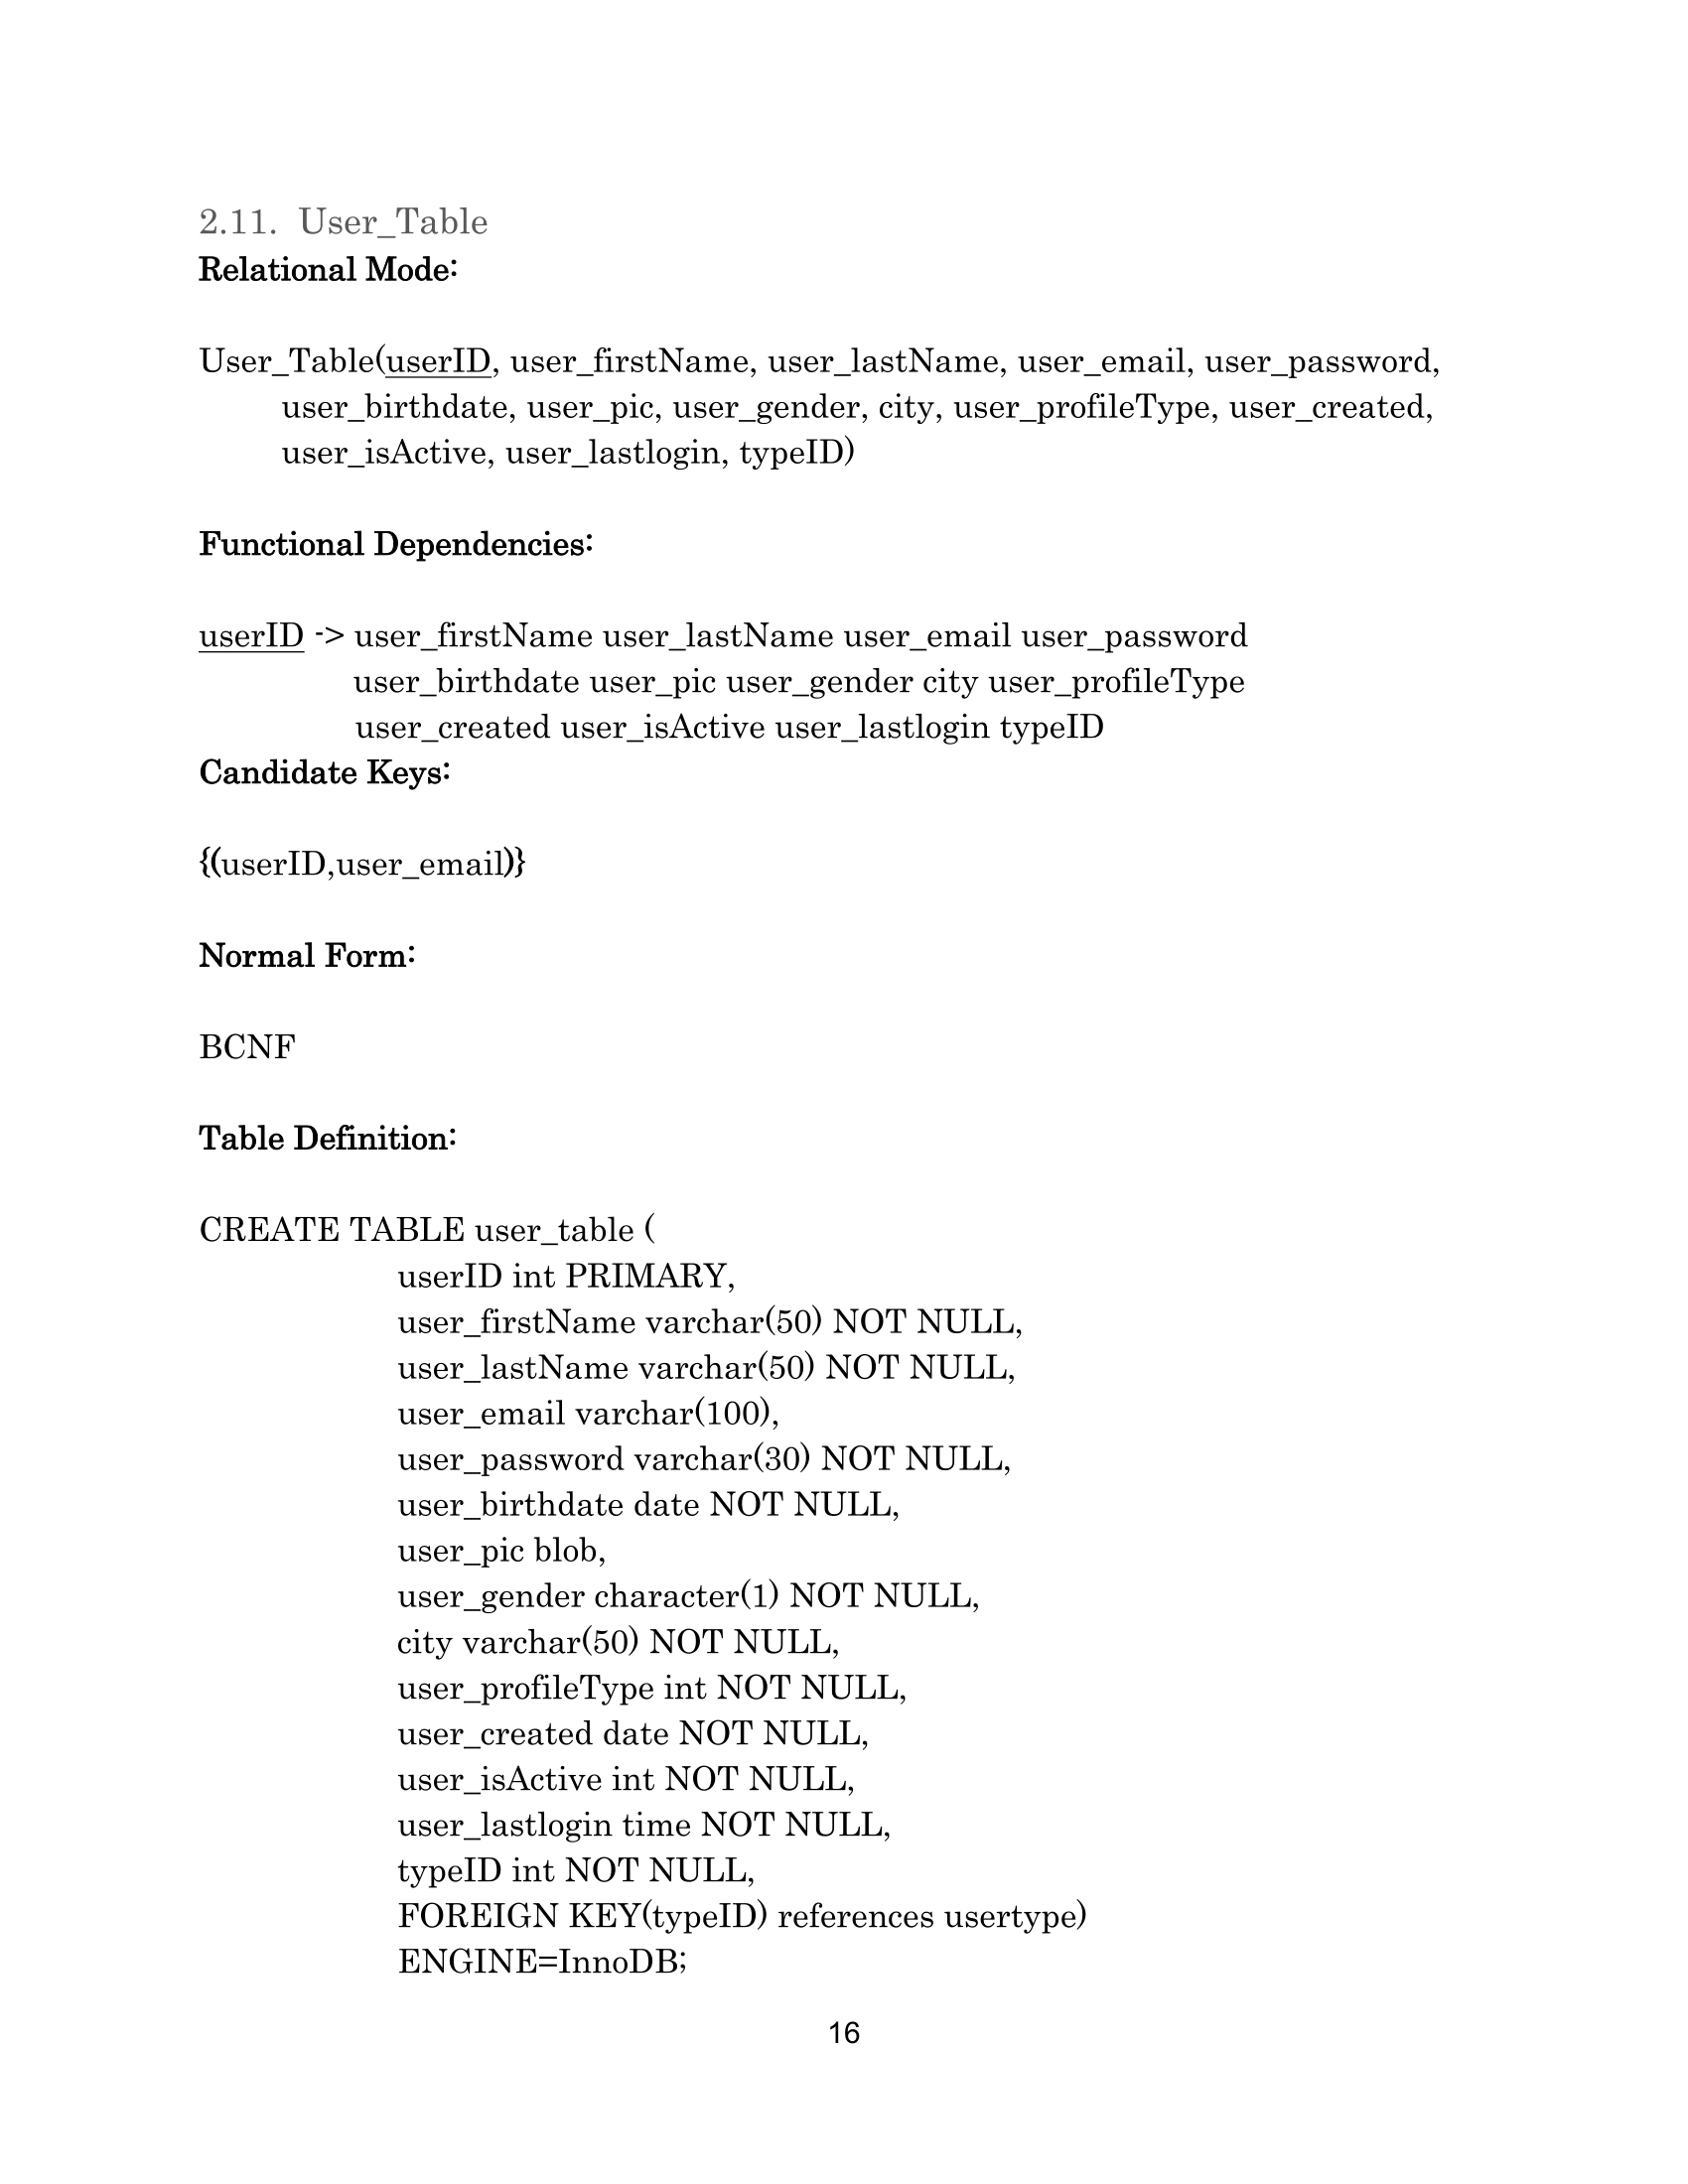 2.11. User_Table
Relational Mode:
User_Table(userID, user_firstName, user_lastName, user_email, user_password,
user_birthdate, user_pic, user_gender, city, user_profileType, user_created,
user_isActive, user_lastlogin, typeID)
Functional Dependencies:
userID -> user_firstName user_lastName user_email user_password
user_birthdate user_pic user_gender city user_profileType
user_created user_isActive user_lastlogin typeID
Candidate Keys:
{(userID,user_email)}
Normal Form:
BCNF
Table Definition:
CREATE TABLE user_table (
userID int PRIMARY,
user_firstName varchar(50) NOT NULL,
user_lastName varchar(50) NOT NULL,
user_email varchar(100),
user_password varchar(30) NOT NULL,
user_birthdate date NOT NULL,
user_pic blob,
user_gender character(1) NOT NULL,
city varchar(50) NOT NULL,
user_profileType int NOT NULL,
user_created date NOT NULL,
user_isActive int NOT NULL,
user_lastlogin time NOT NULL,
typeID int NOT NULL,
FOREIGN KEY(typeID) references usertype)
ENGINE=InnoDB;
16